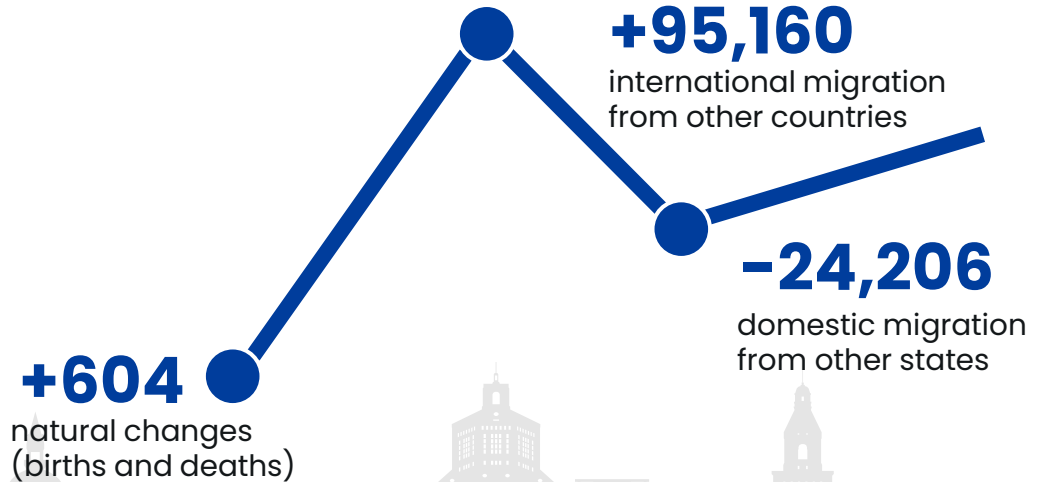 +95,160
international migration
from other countries
-24,206
domestic migration
from other states
+604
natural changes
(births and deaths)